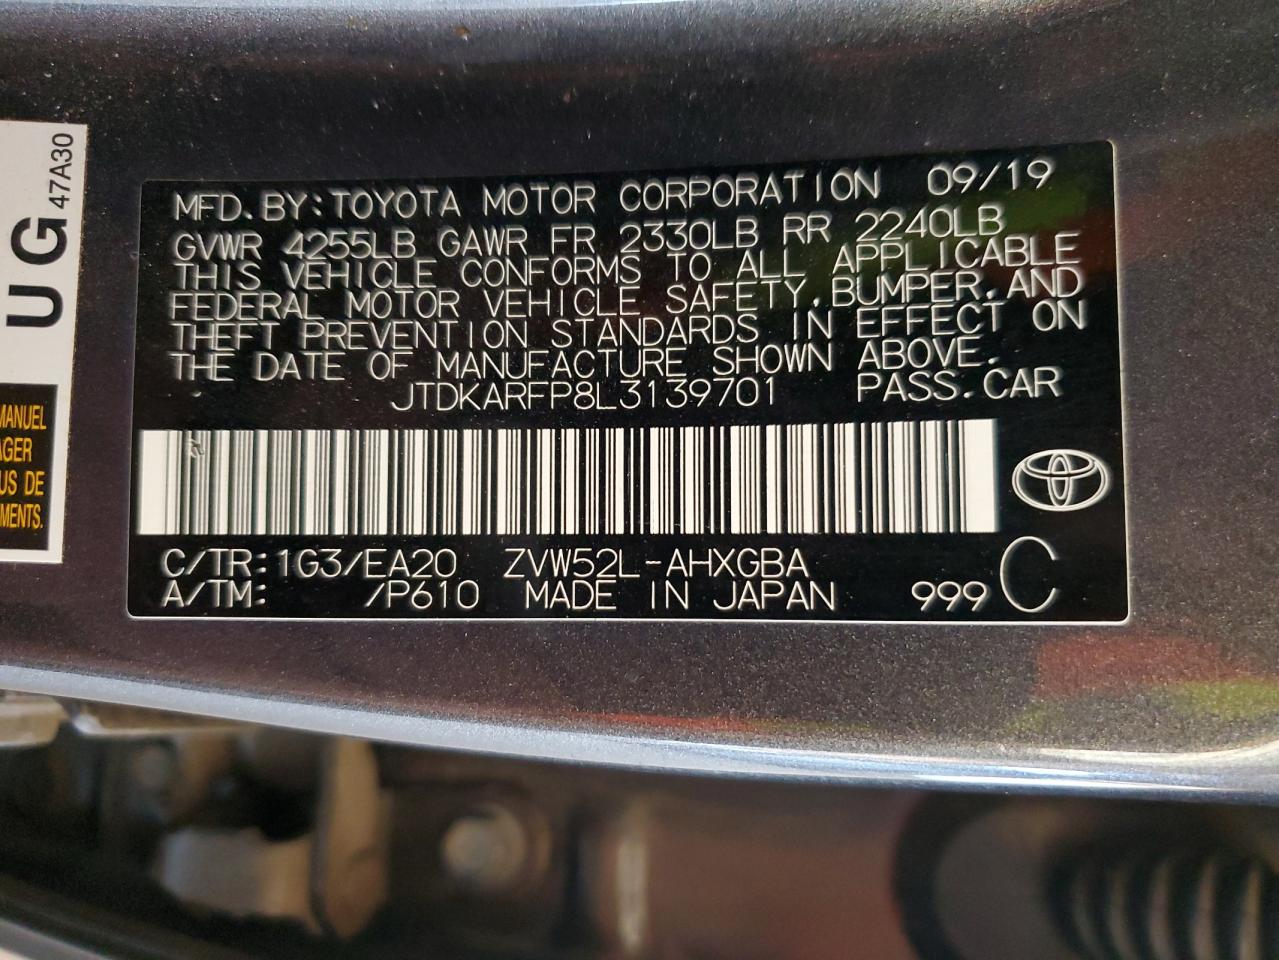 MFD.BY:TOYOTA MOTOR CORPORATION 09/19
GVWR 4255LB GAWR FR 2330LB RR 2240LB
THIS VEHICLE CONFORMS TO ALL APPLICABLE
FEDERAL MOTOR VEHICLE SAFETY,BUMPER,AND
THEFT PREVENTION STANDARDS IN EFFECT ON
THE DATE OF MANUFACTURE SHOWN ABOVE.
JTDKARFP8L3139701 PASS.CAR
C/TR:1G3/EA20 ZVW52L-AHXGBA
A/TM: /P610 MADE IN JAPAN 999 C
UG
47A30
MANUEL
AGER
US DE
MENTS.